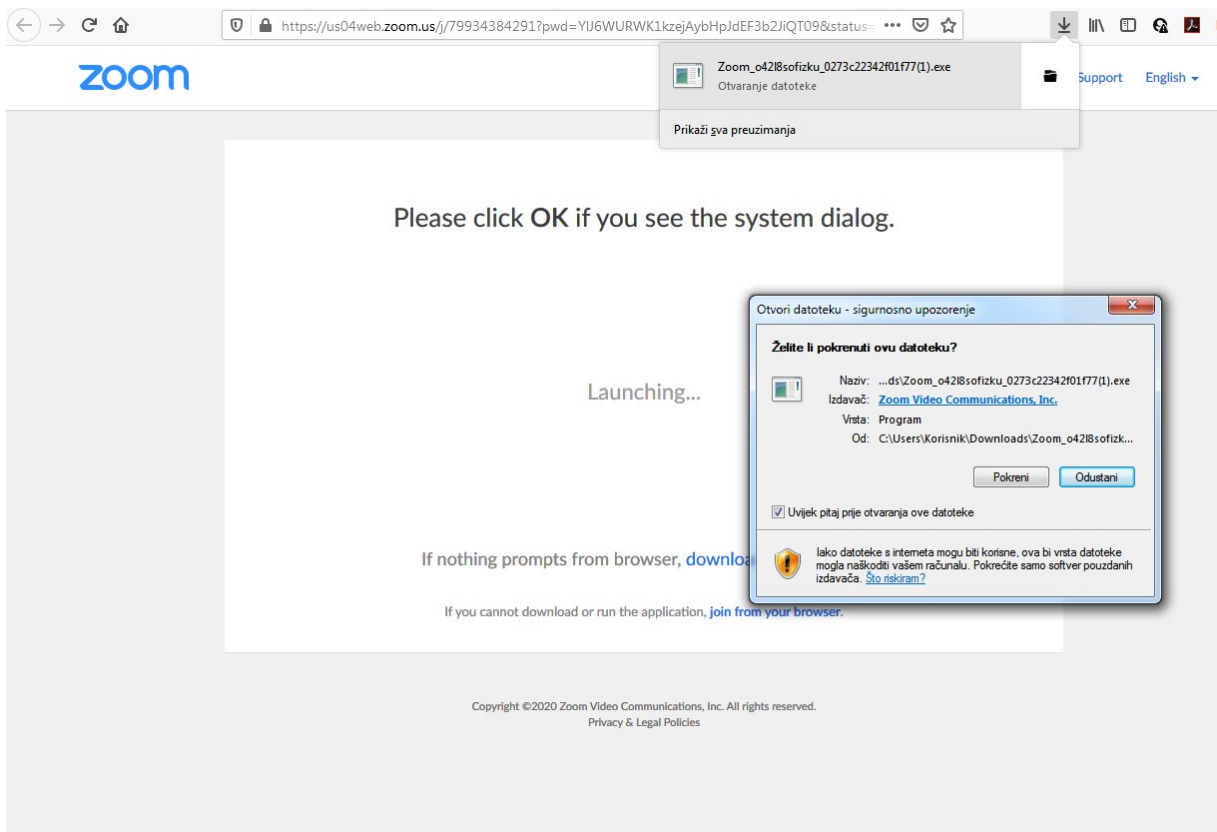 https://us04web.zoom.us/j/79934384291?pwd=YlJ6WURWK1kzejAybHpJdEF3b2JiQT09&status=
zoom
Zoom_o42l8sofizku_0273c22342f01f77(1).exe
Otvaranje datoteke
Prikaži sva preuzimanja
Support English
Please click OK if you see the system dialog.
Launching...
Otvori datoteku - sigurnosno upozorenje
Želite li pokrenuti ovu datoteku?
Naziv: ...ds\Zoom_o42l8sofizku_0273c22342f01f77(1).exe
Izdavač: Zoom Video Communications, Inc.
Vrsta: Program
Od: C:\Users\Korisnik\Downloads\Zoom_o42l8sofizk...
Pokreni Odustani
Uvijek pitaj prije otvaranja ove datoteke
Iako datoteke s interneta mogu biti korisne, ova bi vrsta datoteke
mogla naškoditi vašem računalu. Pokrećite samo softver pouzdanih
izdavača. Što riskiram?
If nothing prompts from browser,
If you cannot download or run the application, join from your browser.
Copyright ©2020 Zoom Video Communications, Inc. All rights reserved.
Privacy & Legal Policies